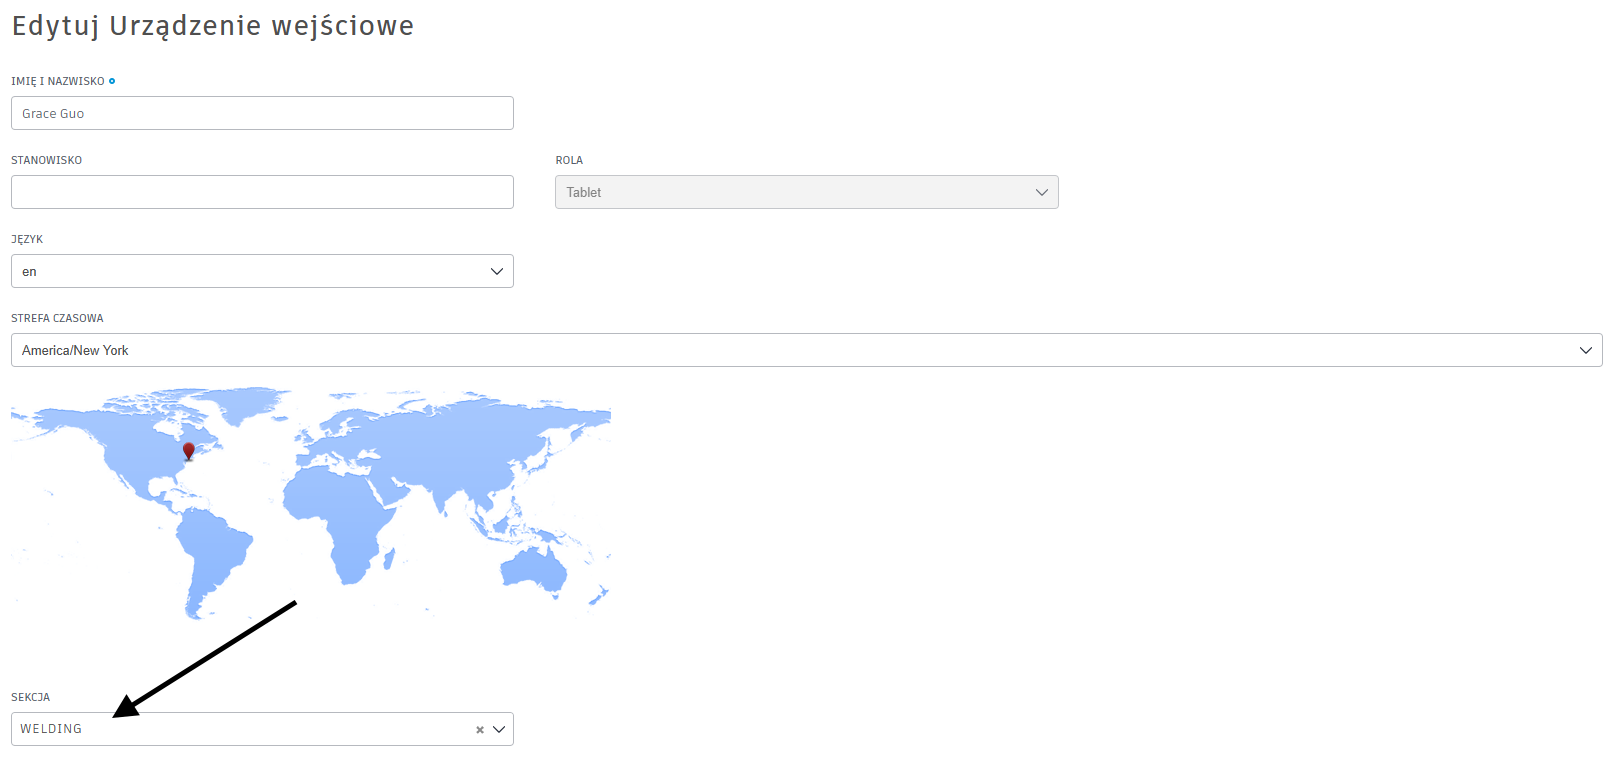 Edytuj Urządzenie wejściowe
IMIĘ I NAZWISKO
Grace Guo
STANOWISKO
ROLA
Tablet
JĘZYK
en
STREFA CZASOWA
America/New York
SEKCJA
WELDING